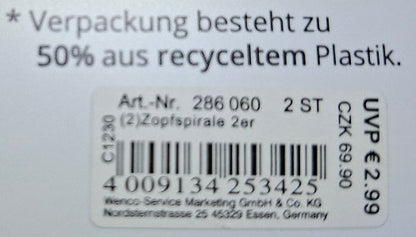 * Verpackung besteht zu
50% aus recyceltem Plastik.
Art.-Nr. 286 060 2 ST
(2)Zopfspirale 2er
C1230
4 009134 253425
Wenco-Service Marketing GmbH & Co. KG
Nordsternstrasse 25 45329 Essen, Germany
CZK 69.90
UVP € 2.99